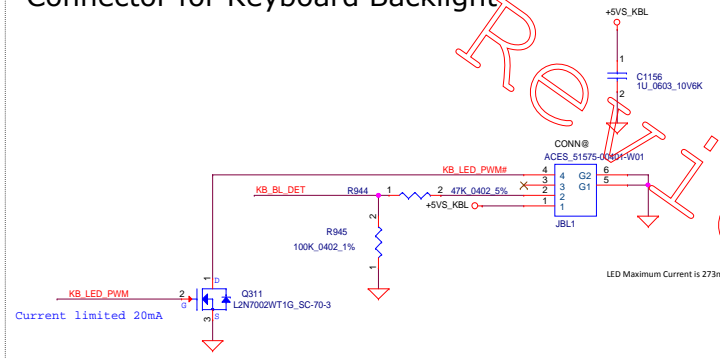 Connector for Keyboard Backlight
+5VS_KBL
1
C1156
1U_0603_10V6K
2
CONN@
ACES_51575-00401-W01
KB_LED_PWM#
4
3
2
1
4
3
2
1
G2
G1
6
5
JBL1
KB_BL_DET
R944
1
2
47K_0402_5%
+5VS_KBL
2
R945
100K_0402_1%
1
LED Maximum Current is 273m
1
D
KB_LED_PWM
2
G
Q311
L2N7002WT1G_SC-70-3
3
S
Current limited 20mA
Revi